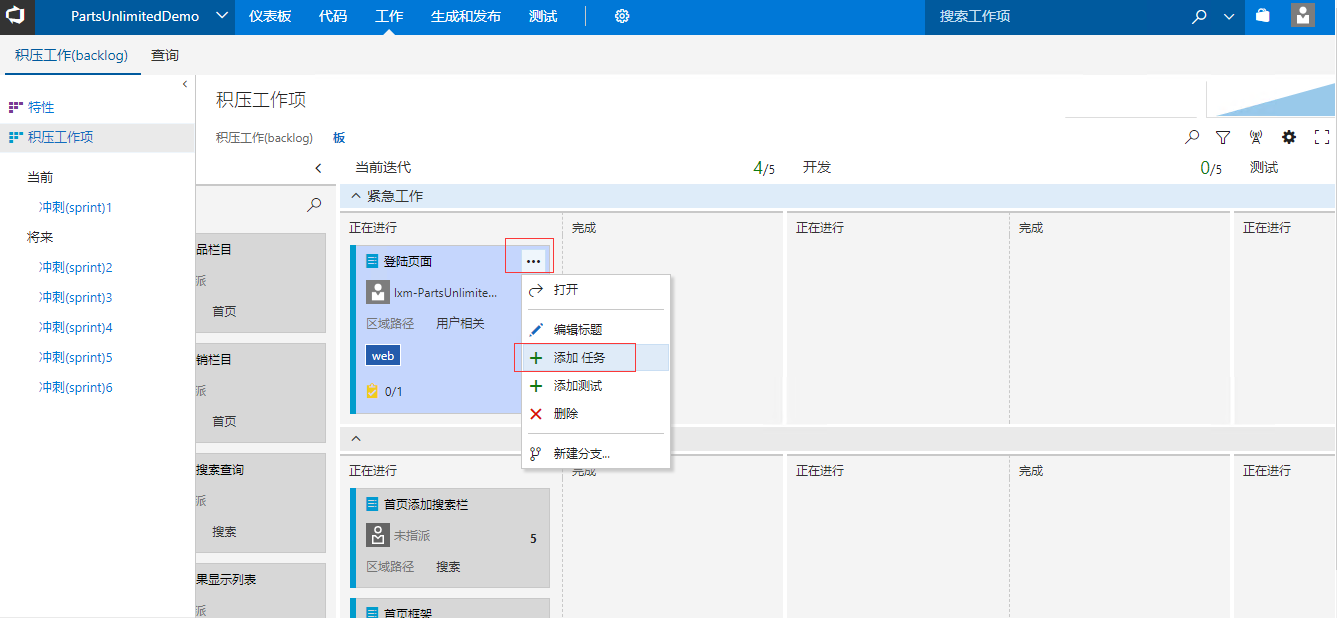 PartsUnlimitedDemo 仪表板 代码 工作 生成和发布 测试 搜索工作项
积压工作(backlog) 查询
特性
积压工作项
当前
冲刺(sprint)1
将来
冲刺(sprint)2
冲刺(sprint)3
冲刺(sprint)4
冲刺(sprint)5
冲刺(sprint)6
积压工作项
积压工作(backlog) 板
当前迭代 4/5 开发 0/5 测试
紧急工作
正在进行 完成 正在进行 完成 正在进行
品栏目
派
首页
销栏目
派
首页
搜索查询
派
搜索
果显示列表
派
登陆页面
lxm-PartsUnlimite...
区域路径 用户相关
web
0/1
打开
编辑标题
添加 任务
添加测试
删除
新建分支...
正在进行 完成 正在进行 完成 正在进行
首页添加搜索栏
未指派 5
区域路径 搜索
首页框架